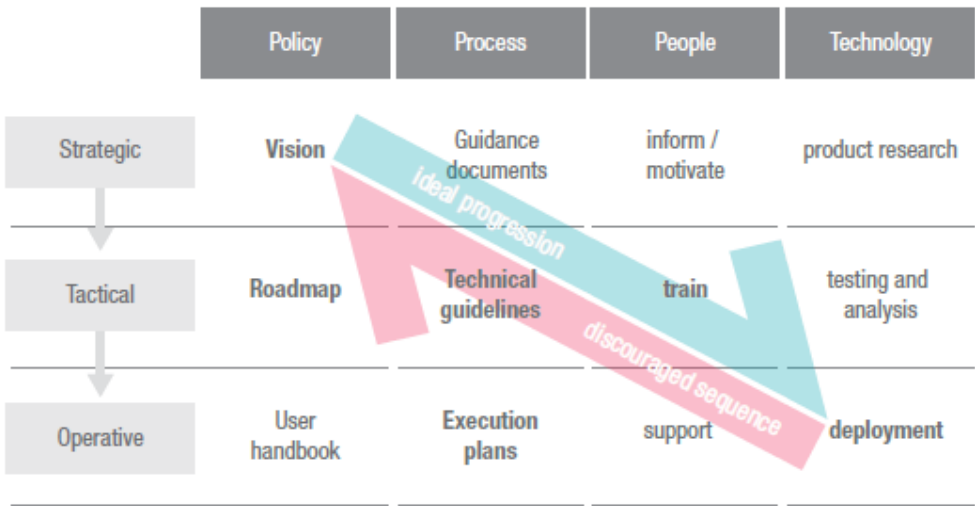 Policy
Process
People
Technology
Strategic
Vision
Guidance
documents
inform /
motivate
product research
ideal progression
Tactical
Roadmap
Technical
guidelines
train
testing and
analysis
discouraged sequence
Operative
User
handbook
Execution
plans
support
deployment